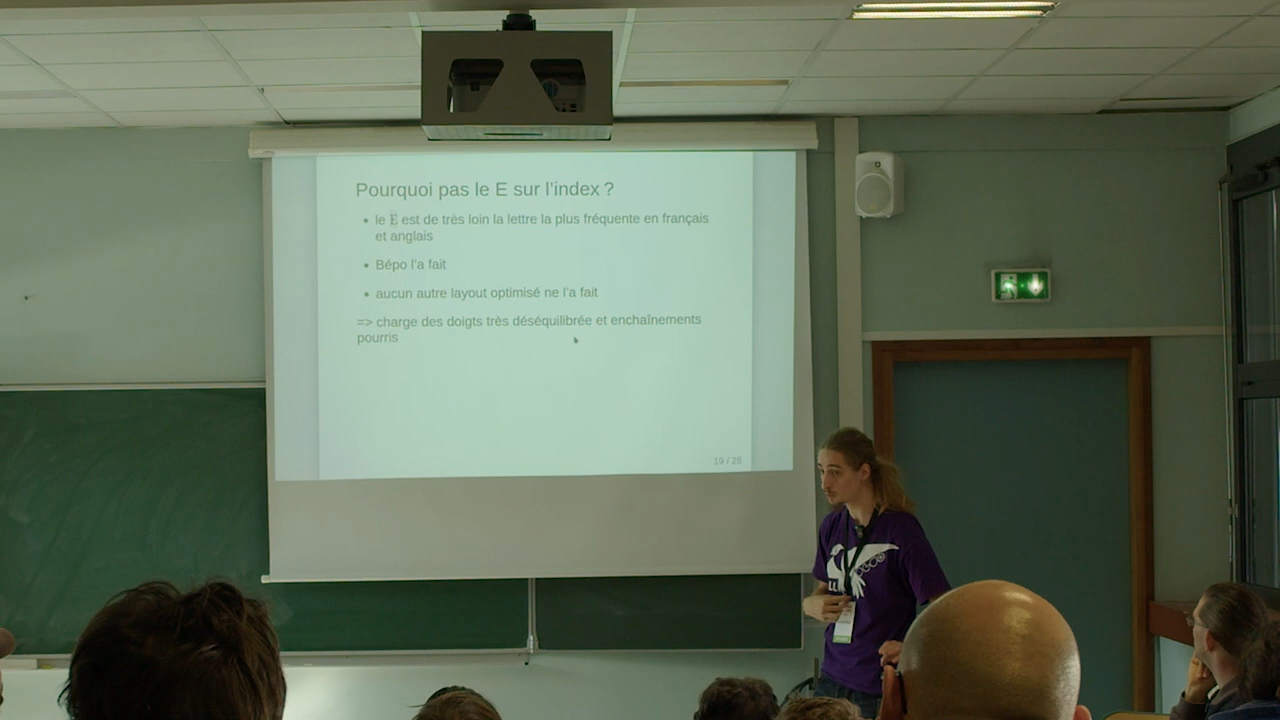 Pourquoi pas le E sur l'index ?
• le E est de très loin la lettre la plus fréquente en français
et anglais
• Bépo l'a fait
• aucun autre layout optimisé ne l'a fait
=> charge des doigts très déséquilibrée et enchaînements
pourris
19 / 28